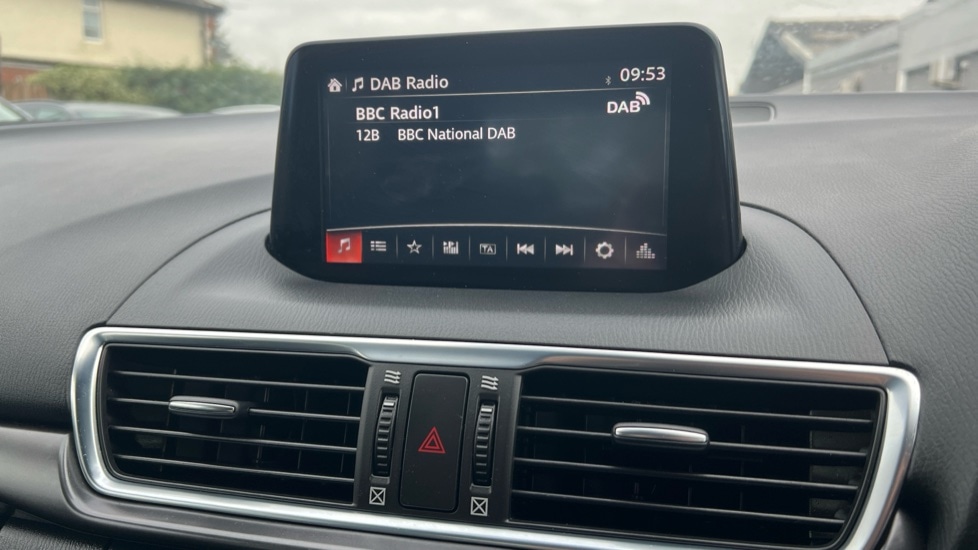 DAB Radio 09:53
BBC Radio1 DAB
12B BBC National DAB
TA